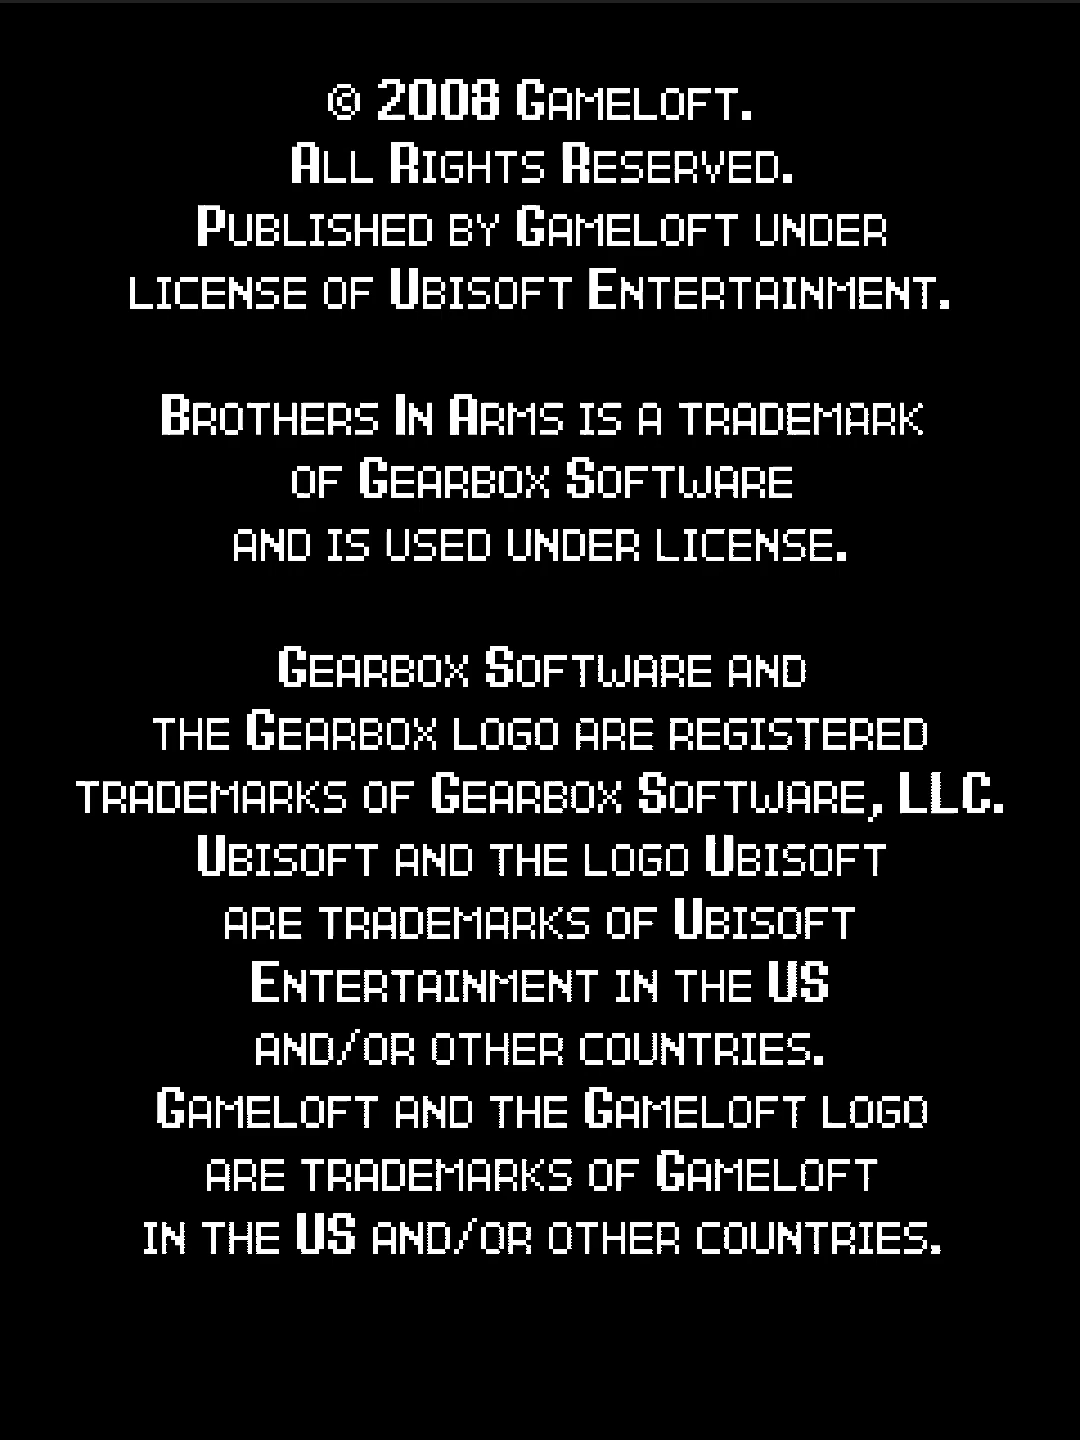 © 2008 Gameloft.
All Rights Reserved.
Published by Gameloft under
license of Ubisoft Entertainment.
Brothers In Arms is a trademark
of Gearbox Software
and is used under license.
Gearbox Software and
the Gearbox logo are registered
trademarks of Gearbox Software, LLC.
Ubisoft and the logo Ubisoft
are trademarks of Ubisoft
Entertainment in the US
and/or other countries.
Gameloft and the Gameloft logo
are trademarks of Gameloft
in the US and/or other countries.